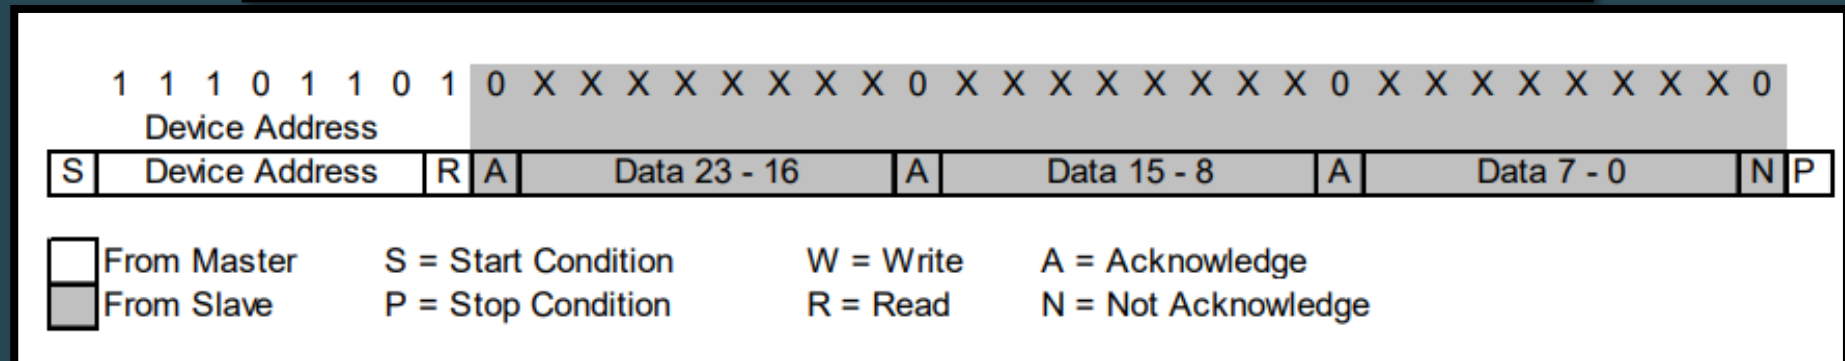 1 1 1 0 1 1 0 1 0 X X X X X X X X 0 X X X X X X X X 0 X X X X X X X X 0
Device Address
S Device Address R A Data 23 - 16 A Data 15 - 8 A Data 7 - 0 N P
From Master S = Start Condition W = Write A = Acknowledge
From Slave P = Stop Condition R = Read N = Not Acknowledge